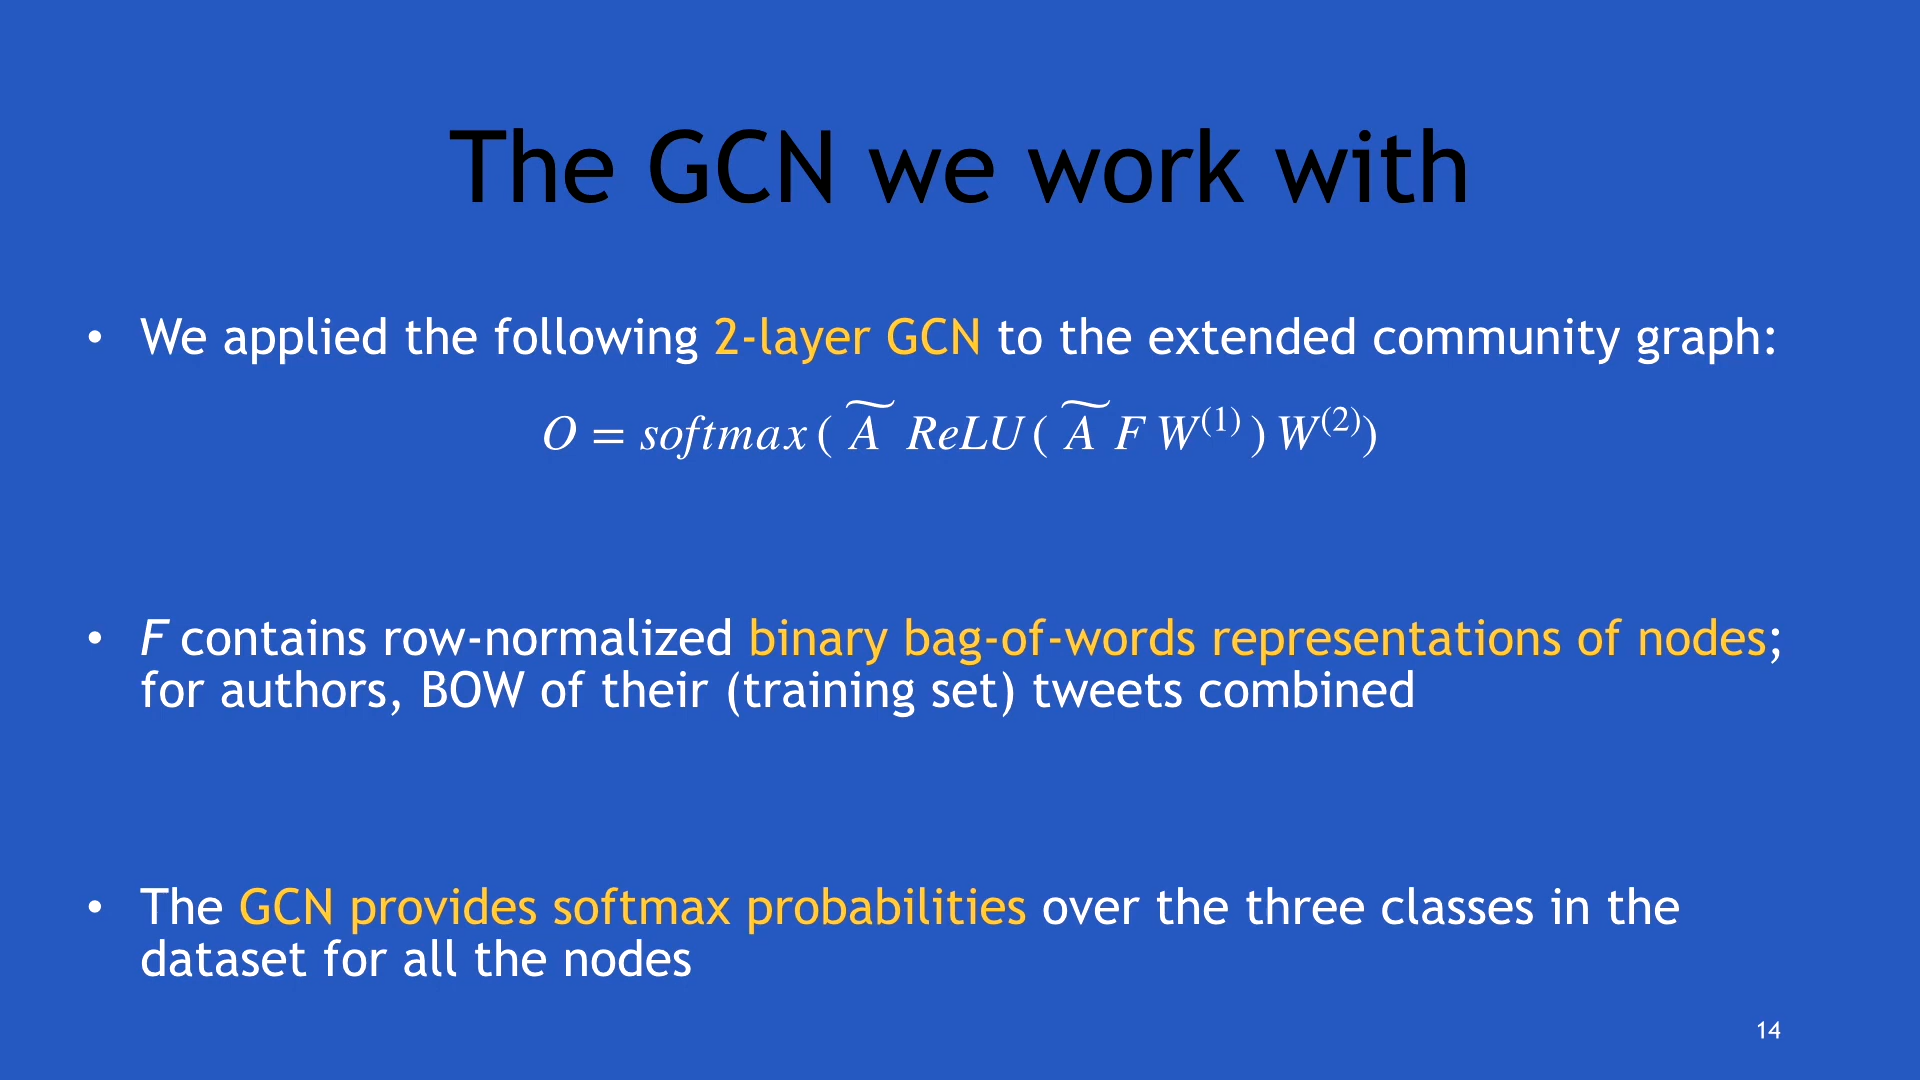 The GCN we work with
• We applied the following 2-layer GCN to the extended community graph:
O = softmax ( Ã ReLU ( Ã F W⁽¹⁾ ) W⁽²⁾)
• F contains row-normalized binary bag-of-words representations of nodes;
for authors, BOW of their (training set) tweets combined
• The GCN provides softmax probabilities over the three classes in the
dataset for all the nodes
14